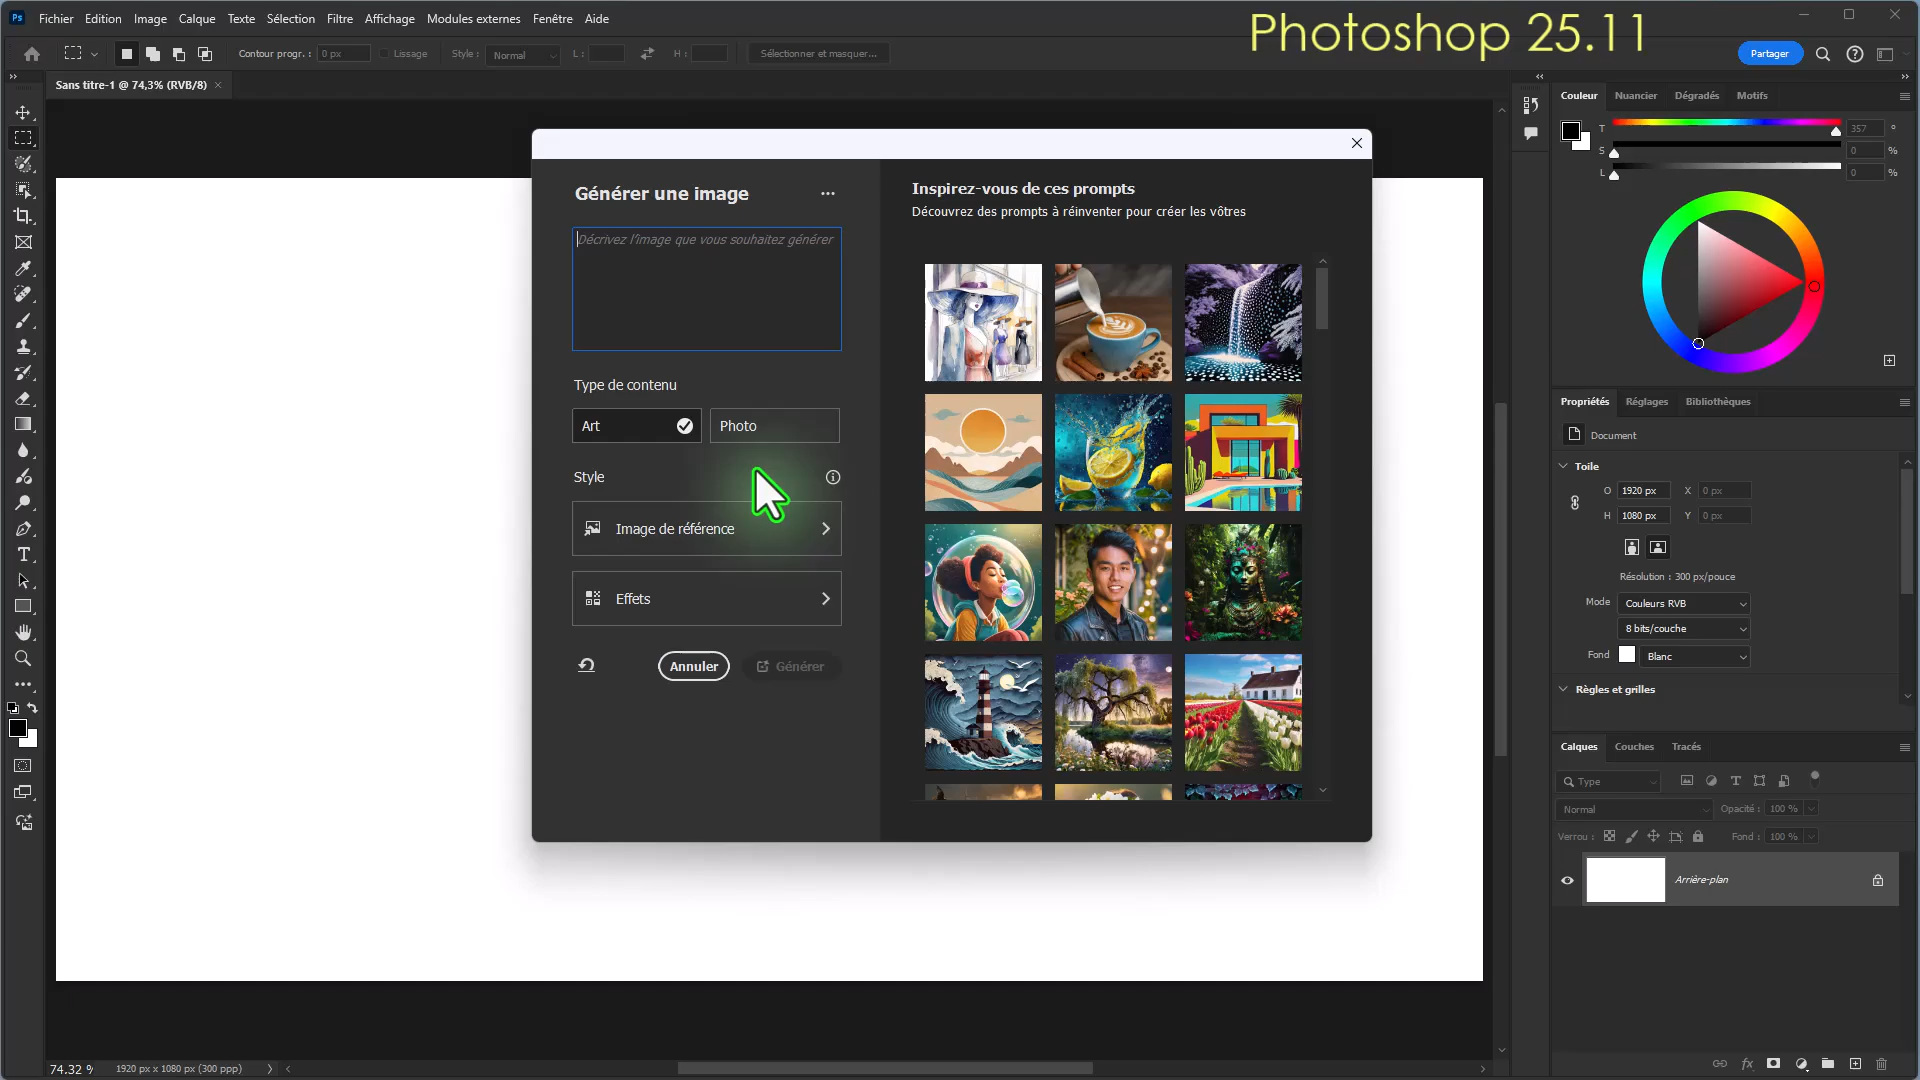 Ps Fichier Edition Image Calque Texte Sélection Filtre Affichage Modules externes Fenêtre Aide
Photoshop 25.11
Contour progr. : 0 px Lissage Style : Normal L : H : Sélectionner et masquer... Partager
Sans titre-1 @ 74,3% (RVB/8)
Couleur Nuancier Dégradés Motifs
T 357 °
S 0 %
L 0 %
Générer une image
Décrivez l'image que vous souhaitez générer
Type de contenu
Art Photo
Style
Image de référence
Effets
Annuler Générer
Inspirez-vous de ces prompts
Découvrez des prompts à réinventer pour créer les vôtres
Propriétés Réglages Bibliothèques
Document
Toile
O 1920 px X 0 px
H 1080 px Y 0 px
Résolution : 300 px/pouce
Mode Couleurs RVB
8 bits/couche
Fond Blanc
Règles et grilles
Calques Couches Tracés
Type
Normal Opacité : 100 %
Verrou : Fond : 100 %
Arrière-plan
fx
74.32 % 1920 px x 1080 px (300 ppp)